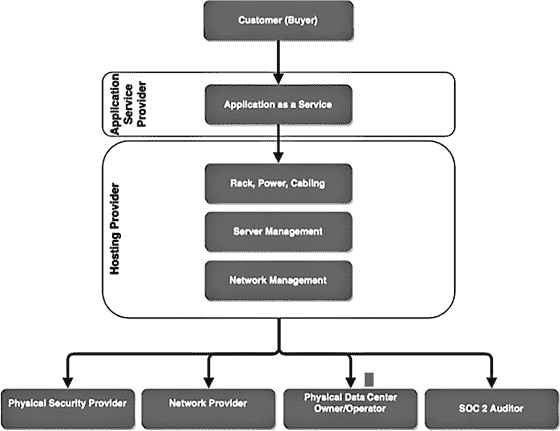 Customer (Buyer)
Application
Service
Provider
Application as a Service
Hosting Provider
Rack, Power, Cabling
Server Management
Network Management
Physical Security Provider
Network Provider
Physical Data Center
Owner/Operator
SOC 2 Auditor